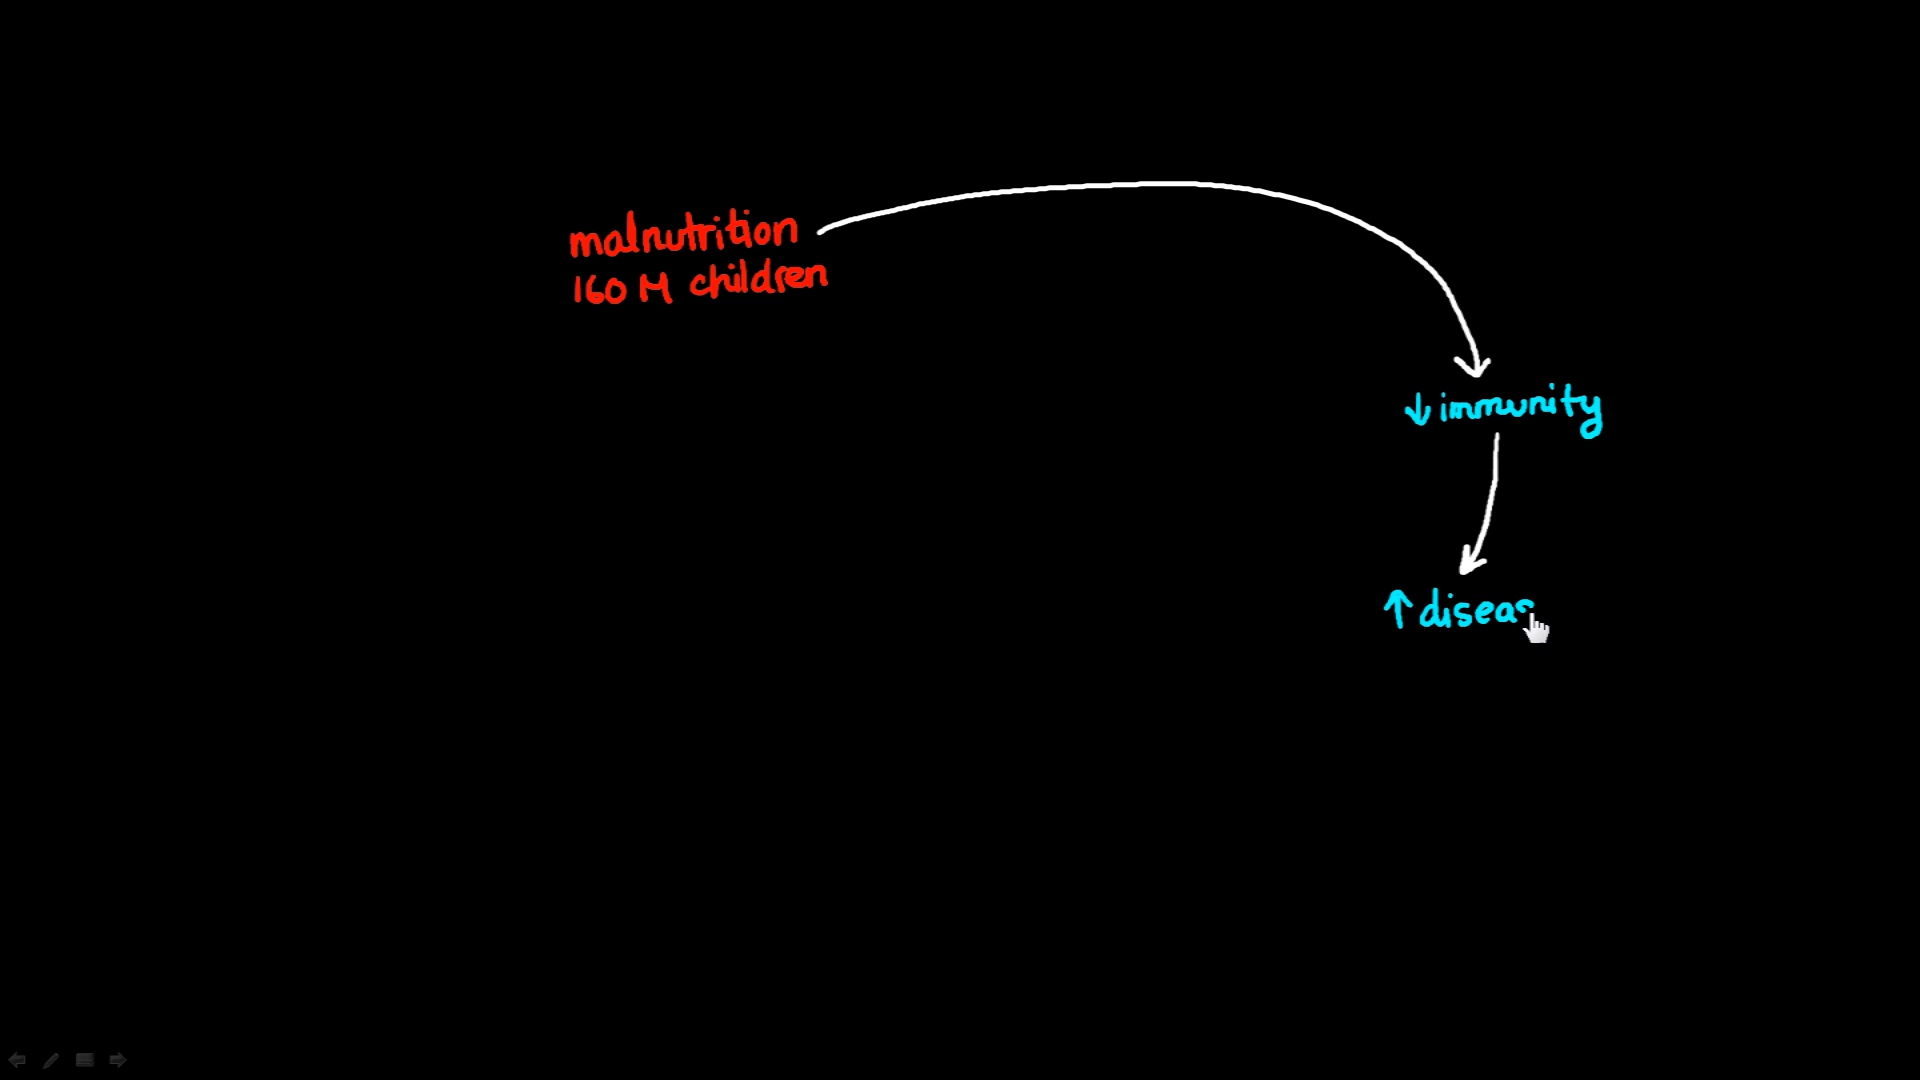 malnutrition
160 M children
↓ immunity
↑ diseas